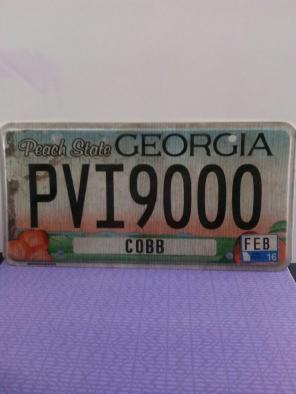 Peach State GEORGIA
PVI9000
COBB
FEB
16